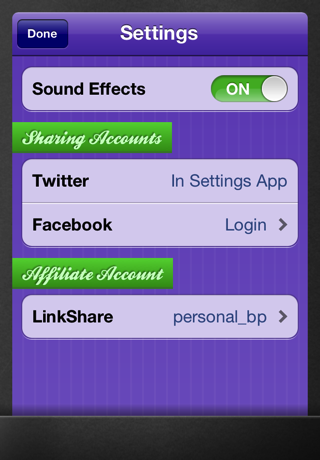 Done
Settings
Sound Effects ON
Sharing Accounts
Twitter In Settings App
Facebook Login
Affiliate Account
LinkShare personal_bp